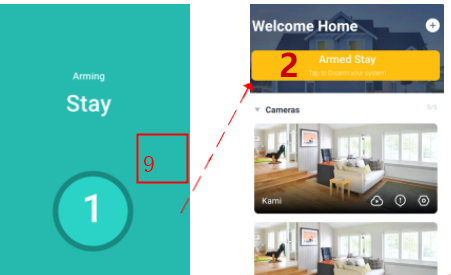 Arming
Stay
9
1
Welcome Home
+
2
Armed Stay
Tap to Disarm your system
Cameras
5/5
Kami